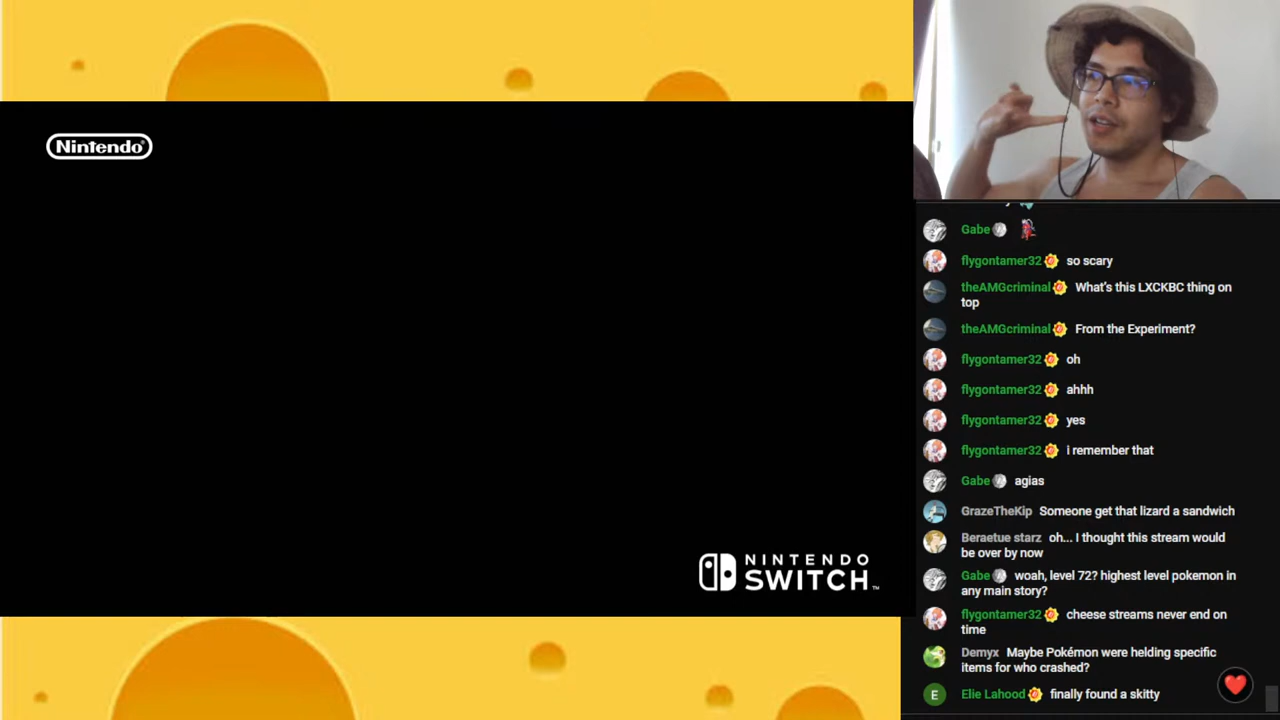 Nintendo®
NINTENDO
SWITCH™
Gabe
flygontamer32 so scary
theAMGcriminal What's this LXCKBC thing on
top
theAMGcriminal From the Experiment?
flygontamer32 oh
flygontamer32 ahhh
flygontamer32 yes
flygontamer32 i remember that
Gabe agias
GrazeTheKip Someone get that lizard a sandwich
Beraetue starz oh... I thought this stream would
be over by now
Gabe woah, level 72? highest level pokemon in
any main story?
flygontamer32 cheese streams never end on
time
Demyx Maybe Pokémon were helding specific
items for who crashed?
E Elie Lahood finally found a skitty